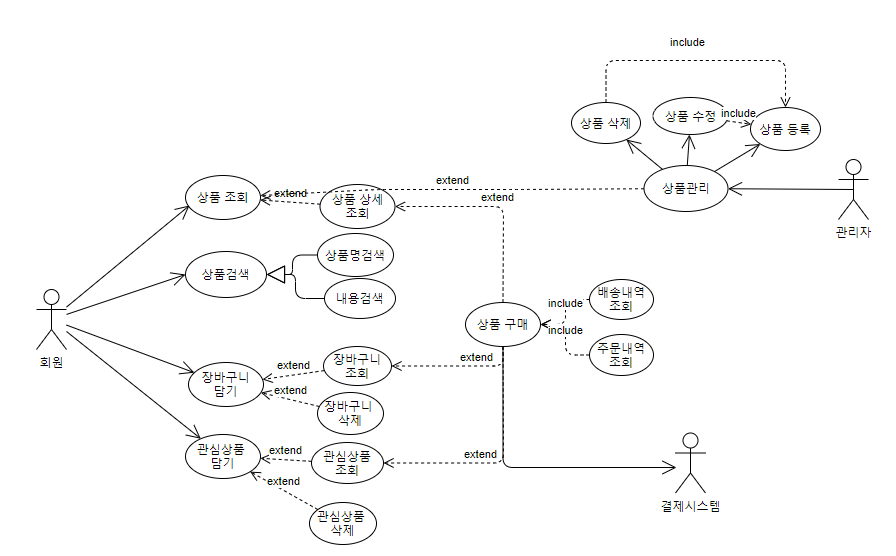 include
상품 삭제
상품 수정
include
상품 등록
상품 조회
extend
상품 상세
조회
extend
extend
상품관리
관리자
상품검색
상품명검색
내용검색
회원
상품 구매
include
include
배송내역
조회
주문내역
조회
장바구니
담기
extend
장바구니
조회
extend
extend
장바구니
삭제
관심상품
담기
extend
관심상품
조회
extend
extend
관심상품
삭제
결제시스템